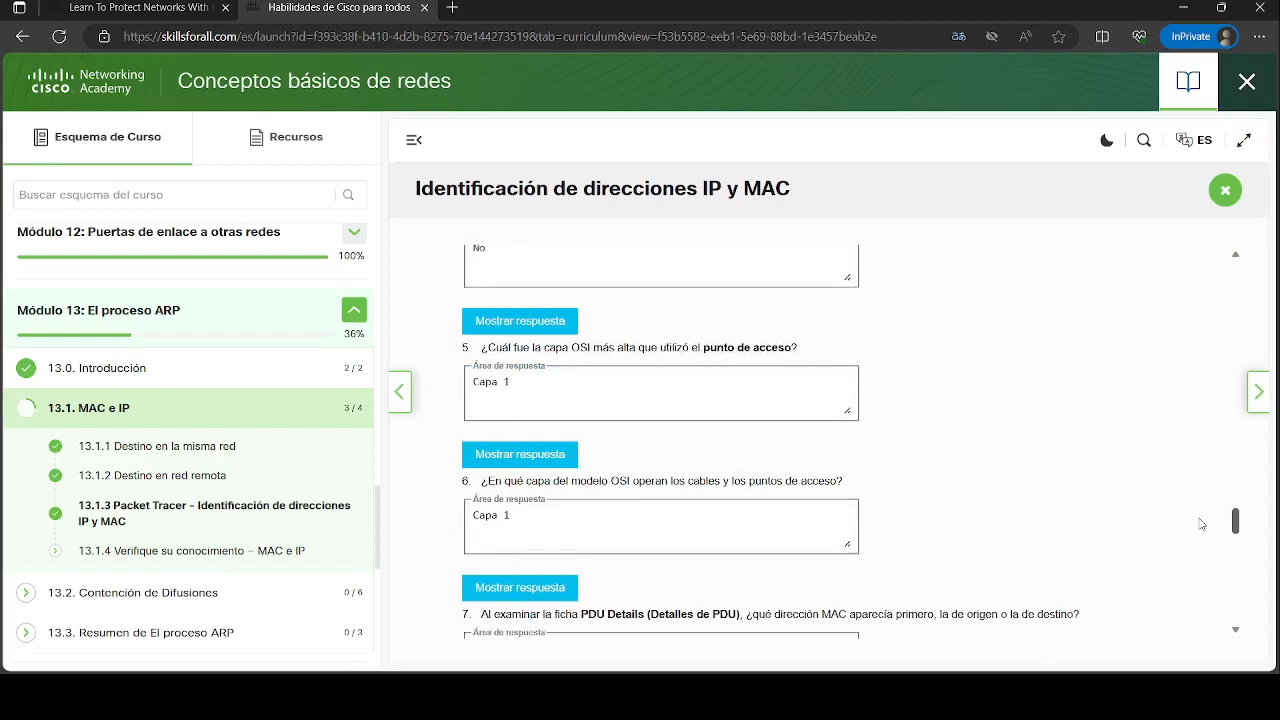 Learn To Protect Networks With
Habilidades de Cisco para todos
https://skillsforall.com/es/launch?id=f393c38f-b410-4d2b-8275-70e144273519&tab=curriculum&view=f53b5582-eeb1-5e69-88bd-1e3457beab2e
InPrivate
Networking
CISCO Academy
Conceptos básicos de redes
Esquema de Curso
Recursos
ES
Buscar esquema del curso
Identificación de direcciones IP y MAC
Módulo 12: Puertas de enlace a otras redes
100%
Módulo 13: El proceso ARP
36%
13.0. Introducción
2 / 2
13.1. MAC e IP
3 / 4
13.1.1 Destino en la misma red
13.1.2 Destino en red remota
13.1.3 Packet Tracer - Identificación de direcciones
IP y MAC
13.1.4 Verifique su conocimiento – MAC e IP
13.2. Contención de Difusiones
0 / 6
13.3. Resumen de El proceso ARP
0 / 3
No
Mostrar respuesta
5. ¿Cuál fue la capa OSI más alta que utilizó el punto de acceso?
Área de respuesta
Capa 1
Mostrar respuesta
6. ¿En qué capa del modelo OSI operan los cables y los puntos de acceso?
Área de respuesta
Capa 1
Mostrar respuesta
7. Al examinar la ficha PDU Details (Detalles de PDU), ¿qué dirección MAC aparecía primero, la de origen o la de destino?
Área de respuesta